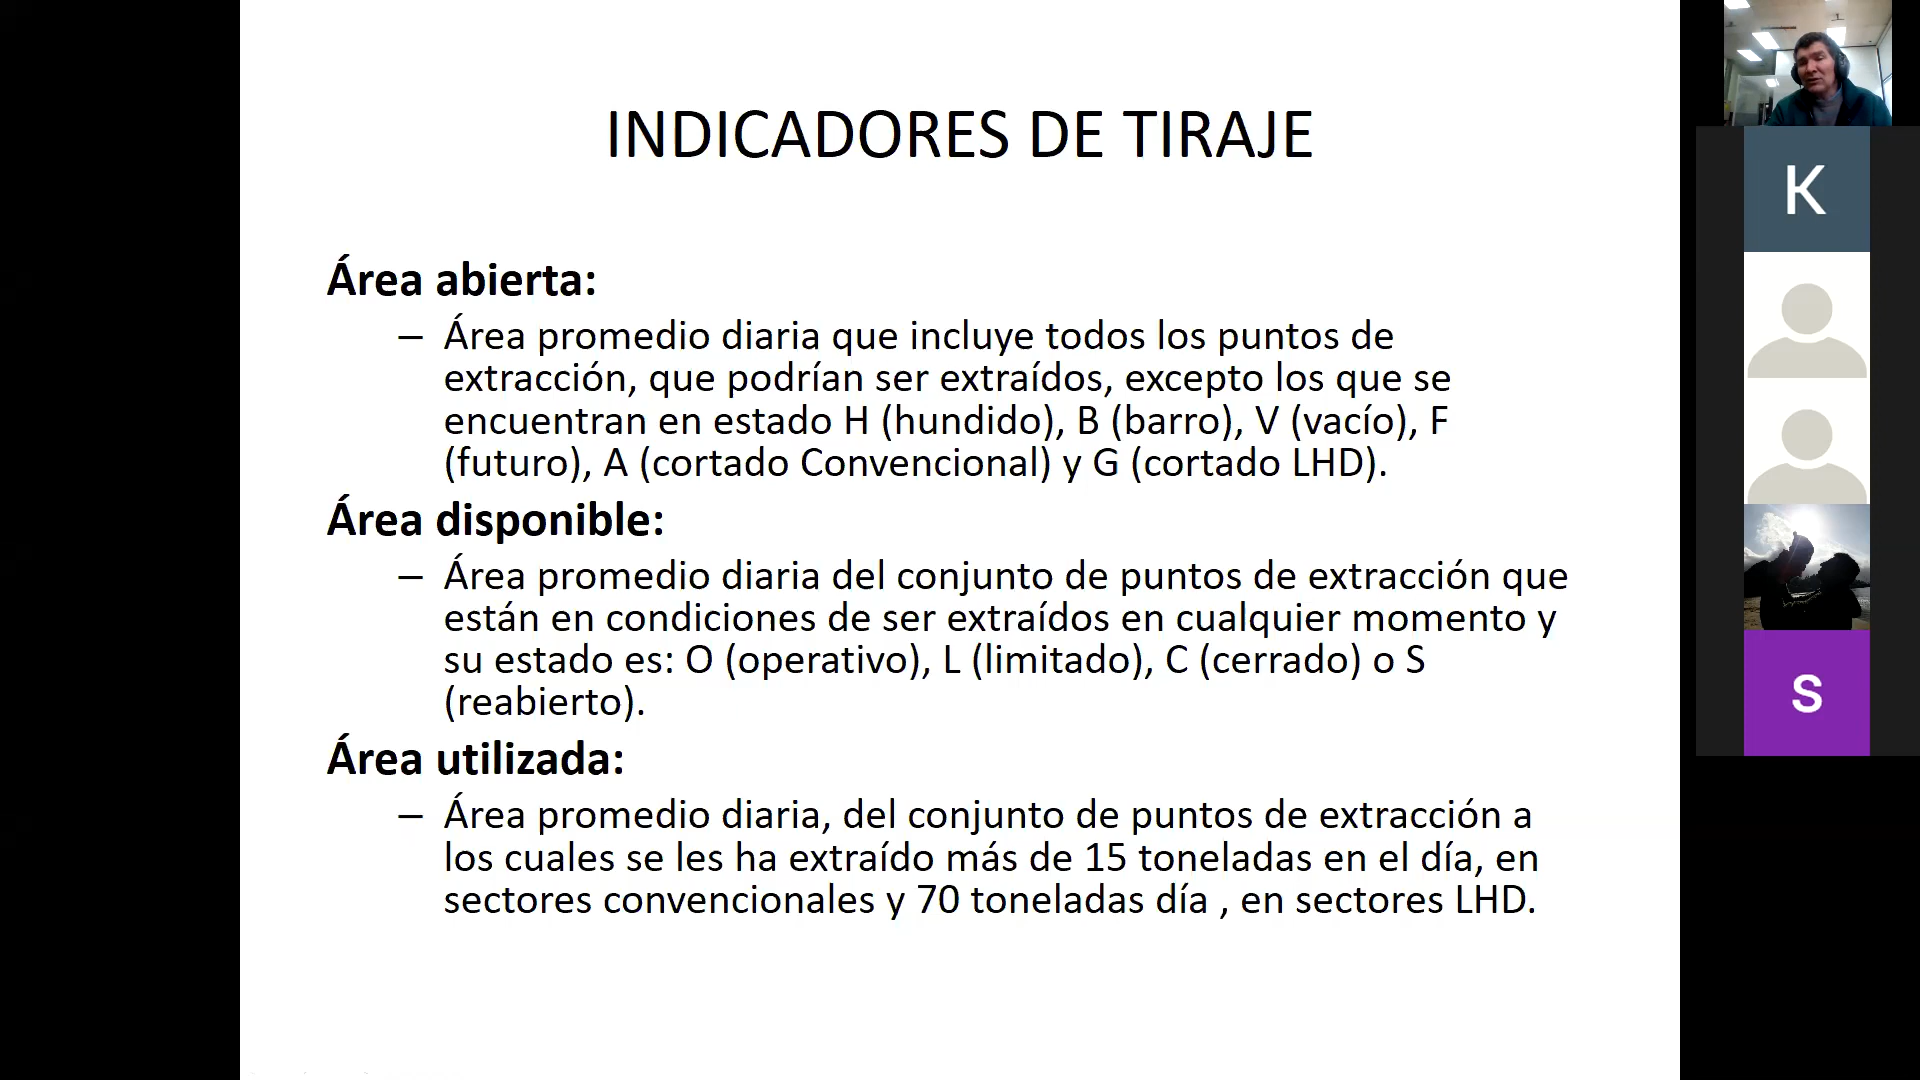 INDICADORES DE TIRAJE
Área abierta:
– Área promedio diaria que incluye todos los puntos de
extracción, que podrían ser extraídos, excepto los que se
encuentran en estado H (hundido), B (barro), V (vacío), F
(futuro), A (cortado Convencional) y G (cortado LHD).
Área disponible:
– Área promedio diaria del conjunto de puntos de extracción que
están en condiciones de ser extraídos en cualquier momento y
su estado es: O (operativo), L (limitado), C (cerrado) o S
(reabierto).
Área utilizada:
– Área promedio diaria, del conjunto de puntos de extracción a
los cuales se les ha extraído más de 15 toneladas en el día, en
sectores convencionales y 70 toneladas día , en sectores LHD.
K
S